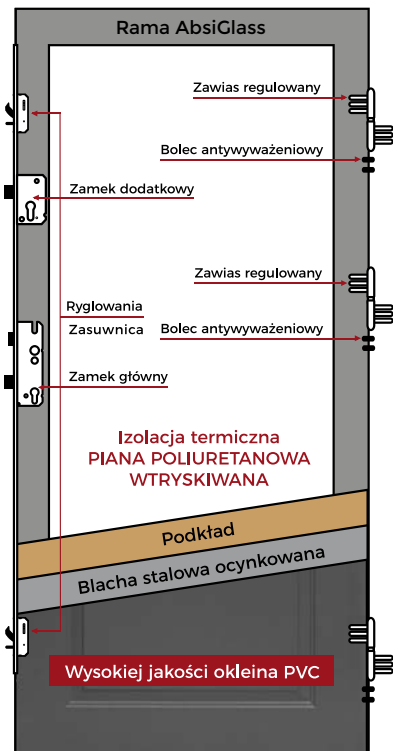 Rama AbsiGlass
Zawias regulowany
Bolec antywyważeniowy
Zamek dodatkowy
Zawias regulowany
Ryglowania
Zasuwnica
Bolec antywyważeniowy
Zamek główny
Izolacja termiczna
PIANA POLIURETANOWA
WTRYSKIWANA
Podkład
Blacha stalowa ocynkowana
Wysokiej jakości okleina PVC